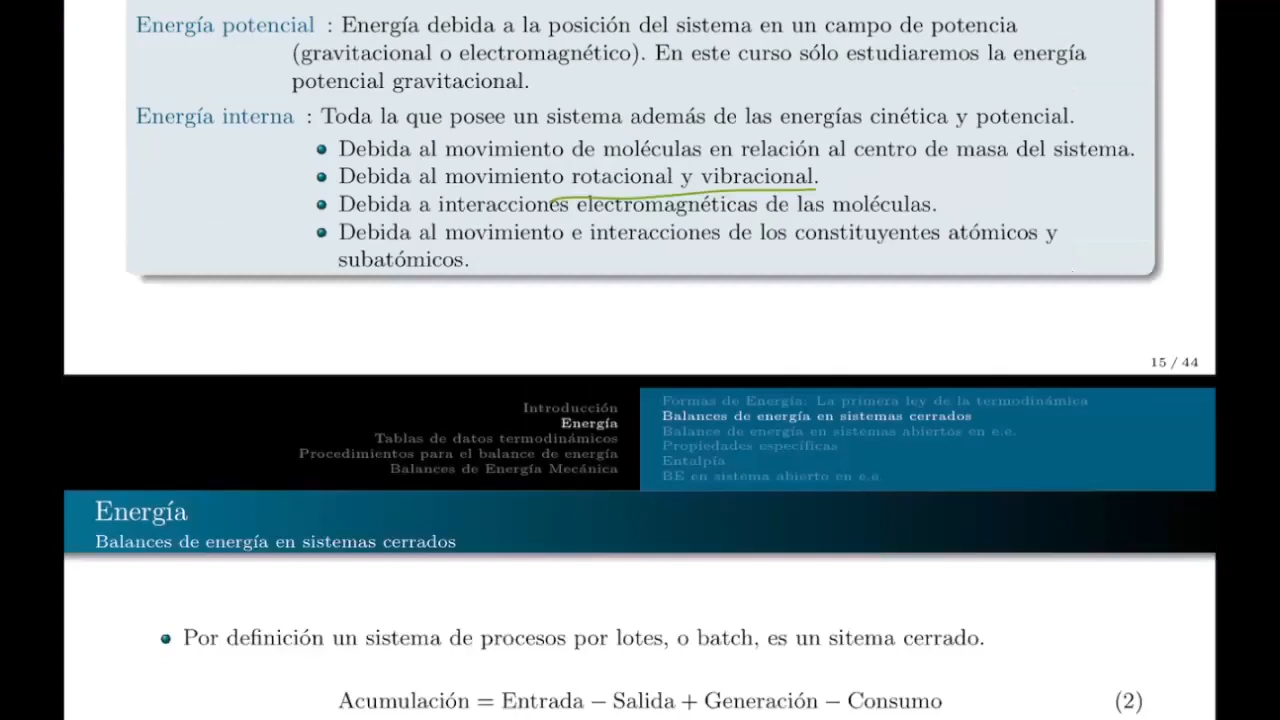 Energía potencial : Energía debida a la posición del sistema en un campo de potencia
(gravitacional o electromagnético). En este curso sólo estudiaremos la energía
potencial gravitacional.
Energía interna : Toda la que posee un sistema además de las energías cinética y potencial.
Debida al movimiento de moléculas en relación al centro de masa del sistema.
Debida al movimiento rotacional y vibracional.
Debida a interacciones electromagnéticas de las moléculas.
Debida al movimiento e interacciones de los constituyentes atómicos y
subatómicos.
15 / 44
Introducción
Energía
Tablas de datos termodinámicos
Procedimientos para el balance de energía
Balances de Energía Mecánica
Formas de Energía: La primera ley de la termodinámica
Balances de energía en sistemas cerrados
Balance de energía en sistemas abiertos en e.e.
Propiedades específicas
Entalpía
BE en sistema abierto en e.e
Energía
Balances de energía en sistemas cerrados
Por definición un sistema de procesos por lotes, o batch, es un sitema cerrado.
Acumulación = Entrada − Salida + Generación − Consumo (2)